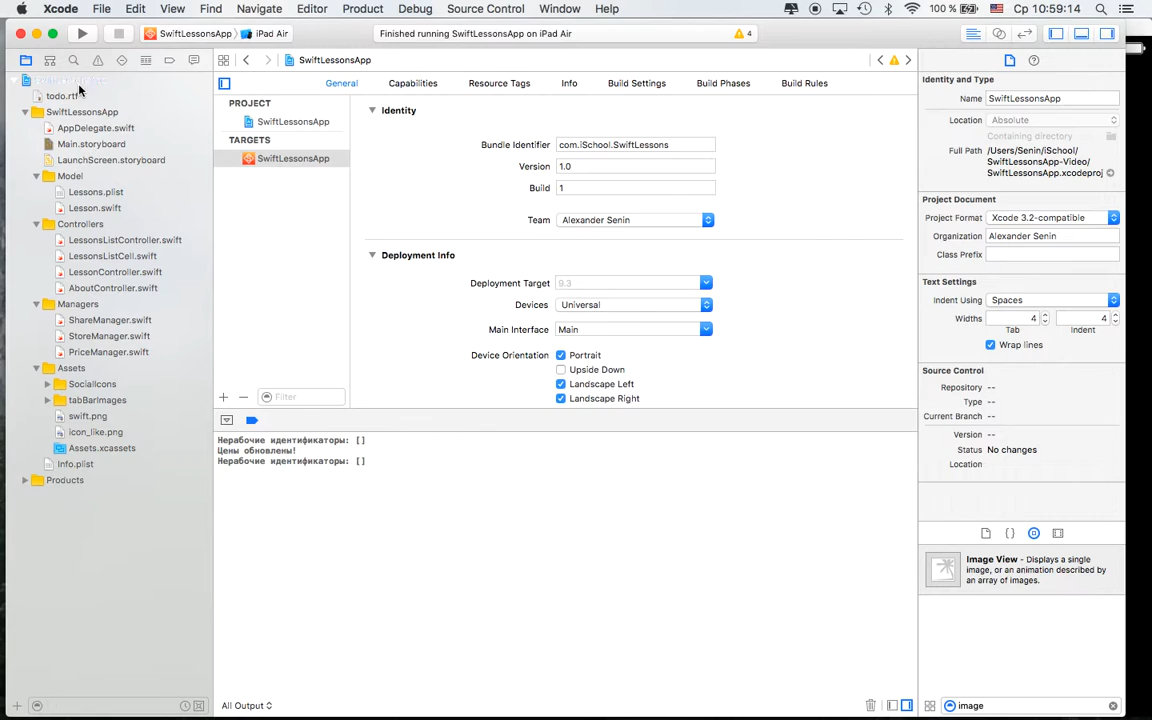 Xcode File Edit View Find Navigate Editor Product Debug Source Control Window Help 100 % Ср 10:59:14
SwiftLessonsApp iPad Air Finished running SwiftLessonsApp on iPad Air 4
SwiftLessonsApp
General Capabilities Resource Tags Info Build Settings Build Phases Build Rules
todo.rtf
SwiftLessonsApp
AppDelegate.swift
Main.storyboard
LaunchScreen.storyboard
Model
Lessons.plist
Lesson.swift
Controllers
LessonsListController.swift
LessonsListCell.swift
LessonController.swift
AboutController.swift
Managers
ShareManager.swift
StoreManager.swift
PriceManager.swift
Assets
SocialIcons
tabBarImages
swift.png
icon_like.png
Assets.xcassets
Info.plist
Products
PROJECT
SwiftLessonsApp
TARGETS
SwiftLessonsApp
Filter
Identity
Bundle Identifier com.iSchool.SwiftLessons
Version 1.0
Build 1
Team Alexander Senin
Deployment Info
Deployment Target 9.3
Devices Universal
Main Interface Main
Device Orientation Portrait
Upside Down
Landscape Left
Landscape Right
Нерабочие идентификаторы: []
Цены обновлены!
Нерабочие идентификаторы: []
All Output
Identity and Type
Name SwiftLessonsApp
Location Absolute
Containing directory
Full Path /Users/Senin/iSchool/
SwiftLessonsApp-Video/
SwiftLessonsApp.xcodeproj
Project Document
Project Format Xcode 3.2-compatible
Organization Alexander Senin
Class Prefix
Text Settings
Indent Using Spaces
Widths 4 4
Tab Indent
Wrap lines
Source Control
Repository --
Type --
Current Branch --
Version --
Status No changes
Location
Image View - Displays a single
image, or an animation described by
an array of images.
image